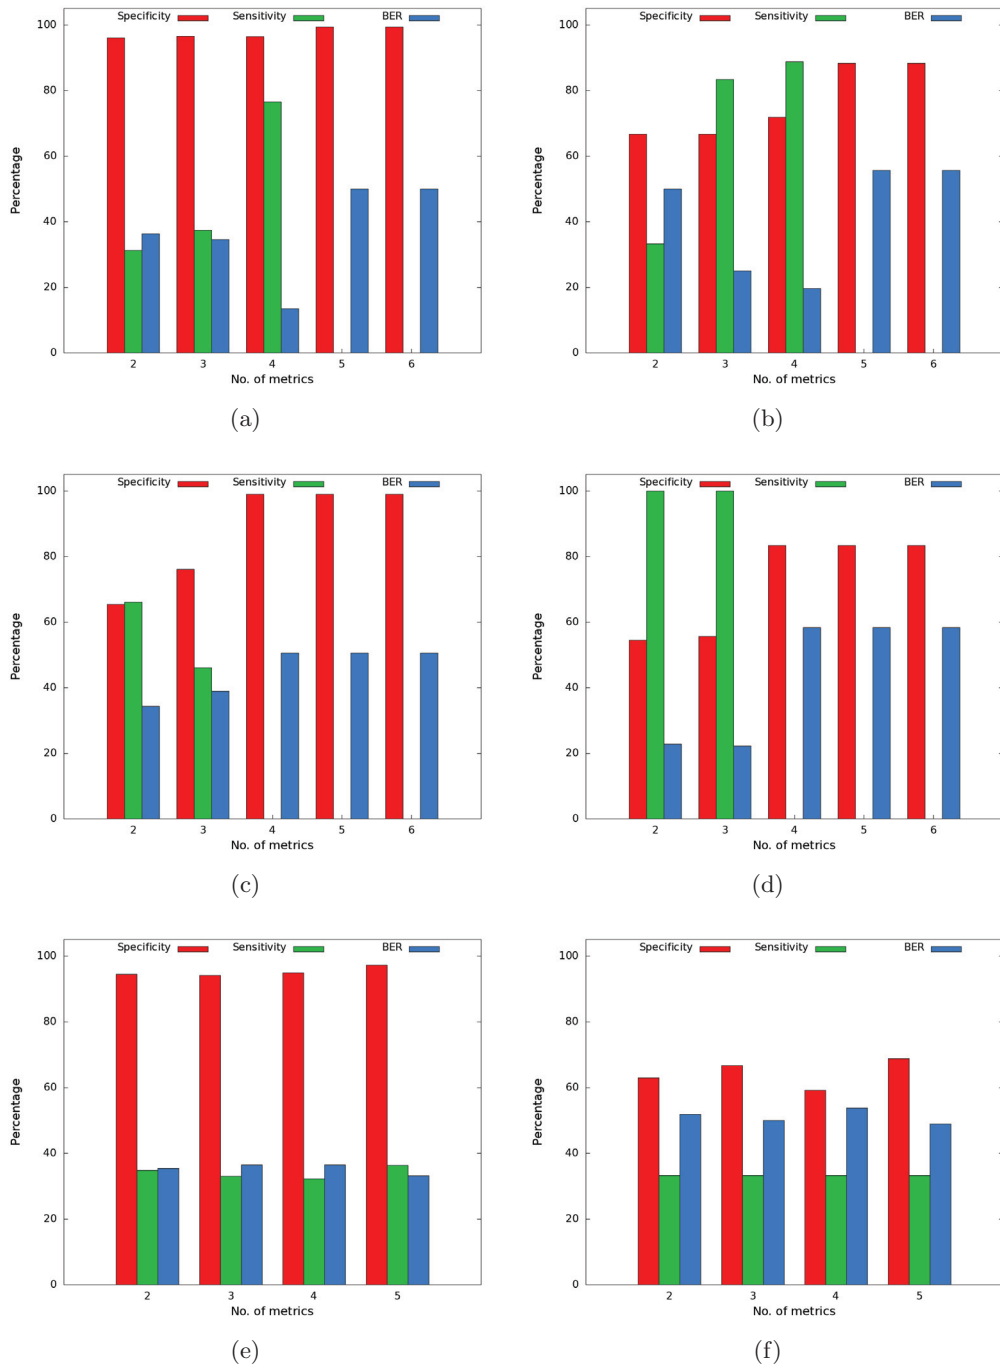 Specificity Sensitivity BER
100
80
60
40
20
0
Percentage
2 3 4 5 6
No. of metrics
(a)
Specificity Sensitivity BER
100
80
60
40
20
0
Percentage
2 3 4 5 6
No. of metrics
(b)
Specificity Sensitivity BER
100
80
60
40
20
0
Percentage
2 3 4 5 6
No. of metrics
(c)
Specificity Sensitivity BER
100
80
60
40
20
0
Percentage
2 3 4 5 6
No. of metrics
(d)
Specificity Sensitivity BER
100
80
60
40
20
0
Percentage
2 3 4 5
No. of metrics
(e)
Specificity Sensitivity BER
100
80
60
40
20
0
Percentage
2 3 4 5
No. of metrics
(f)